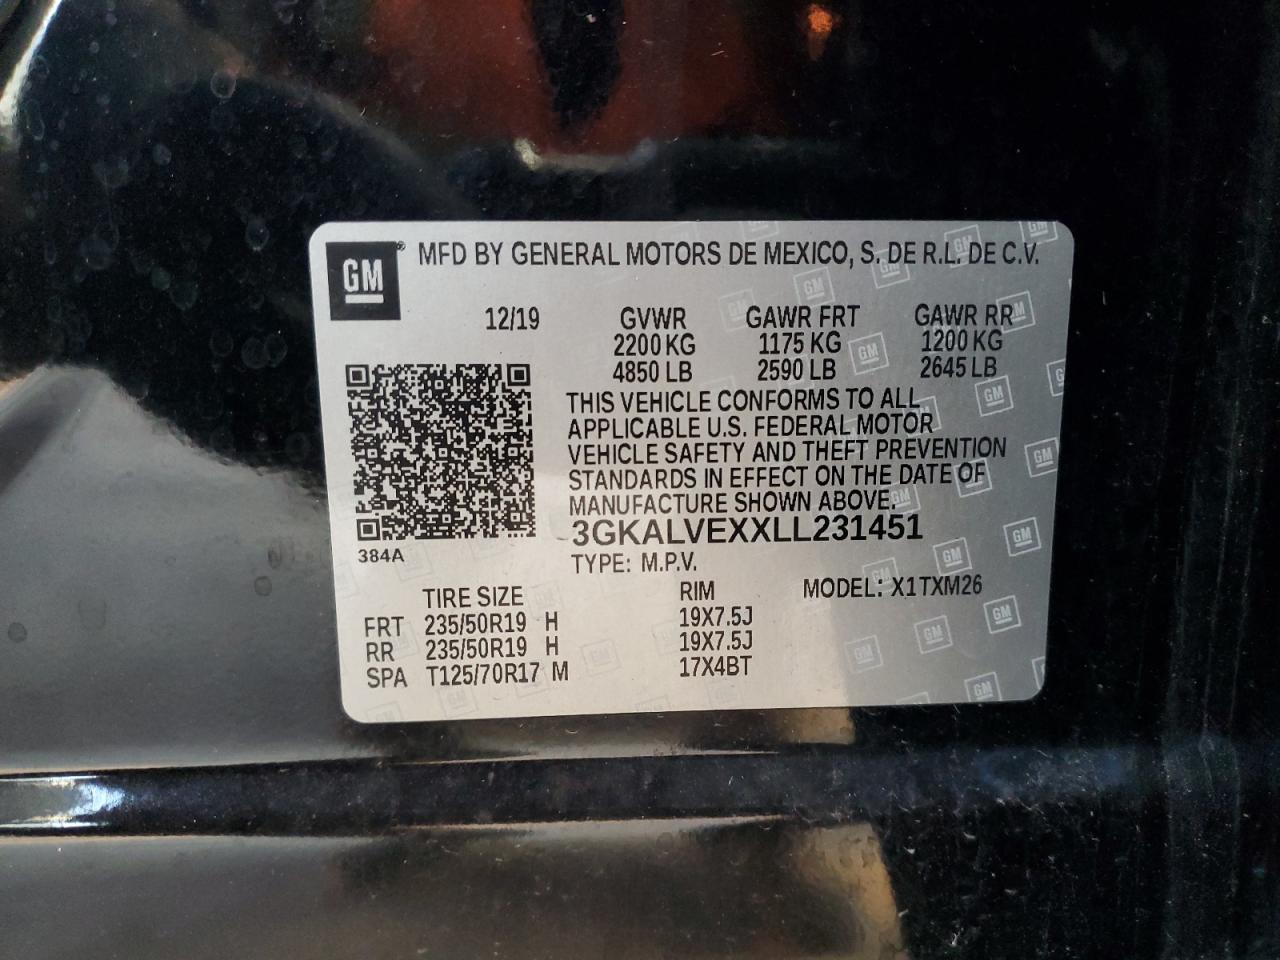 GM® MFD BY GENERAL MOTORS DE MEXICO, S. DE R.L. DE C.V.
12/19 GVWR GAWR FRT GAWR RR
2200 KG 1175 KG 1200 KG
4850 LB 2590 LB 2645 LB
THIS VEHICLE CONFORMS TO ALL
APPLICABLE U.S. FEDERAL MOTOR
VEHICLE SAFETY AND THEFT PREVENTION
STANDARDS IN EFFECT ON THE DATE OF
MANUFACTURE SHOWN ABOVE.
3GKALVEXXLL231451
384A
TYPE: M.P.V.
TIRE SIZE RIM MODEL: X1TXM26
FRT 235/50R19 H 19X7.5J
RR 235/50R19 H 19X7.5J
SPA T125/70R17 M 17X4BT